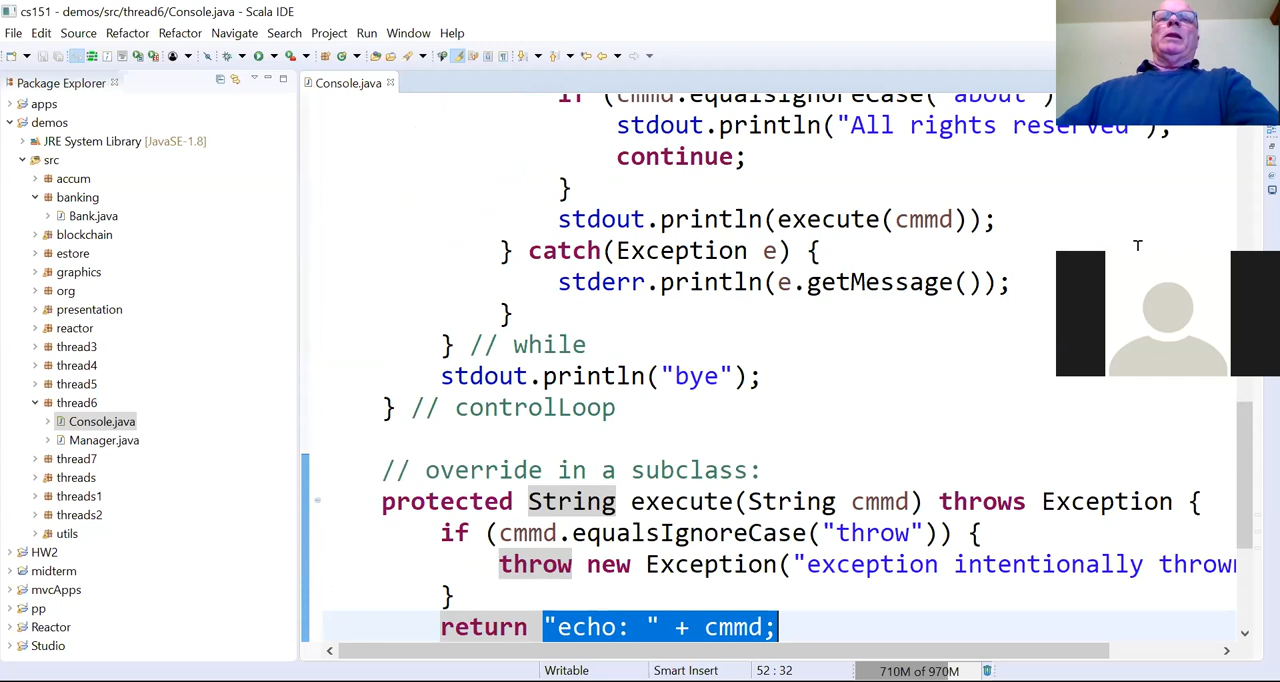 cs151 - demos/src/thread6/Console.java - Scala IDE
File Edit Source Refactor Refactor Navigate Search Project Run Window Help
Package Explorer
Console.java
apps
demos
JRE System Library [JavaSE-1.8]
src
accum
banking
Bank.java
blockchain
estore
graphics
org
presentation
reactor
thread3
thread4
thread5
thread6
Console.java
Manager.java
thread7
threads
threads1
threads2
utils
HW2
midterm
mvcApps
pp
Reactor
Studio
if (cmmd.equalsIgnoreCase("about")
stdout.println("All rights reserved");
continue;
}
stdout.println(execute(cmmd));
} catch(Exception e) {
stderr.println(e.getMessage());
}
} // while
stdout.println("bye");
} // controlLoop
// override in a subclass:
protected String execute(String cmmd) throws Exception {
if (cmmd.equalsIgnoreCase("throw")) {
throw new Exception("exception intentionally thrown
}
return "echo: " + cmmd;
Writable Smart Insert 52 : 32 710M of 970M